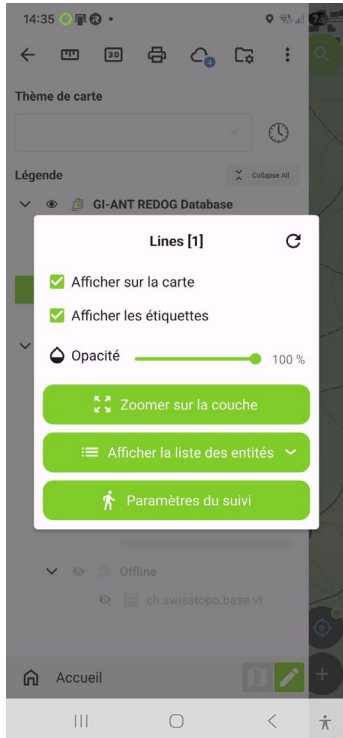 14:35
3D
4
Thème de carte
Légende
Collapse All
GI-ANT REDOG Database
Lines [1]
Afficher sur la carte
Afficher les étiquettes
Opacité
100 %
Zoomer sur la couche
Afficher la liste des entités
Paramètres du suivi
Offline
ch.swisstopo.base.vt
Accueil